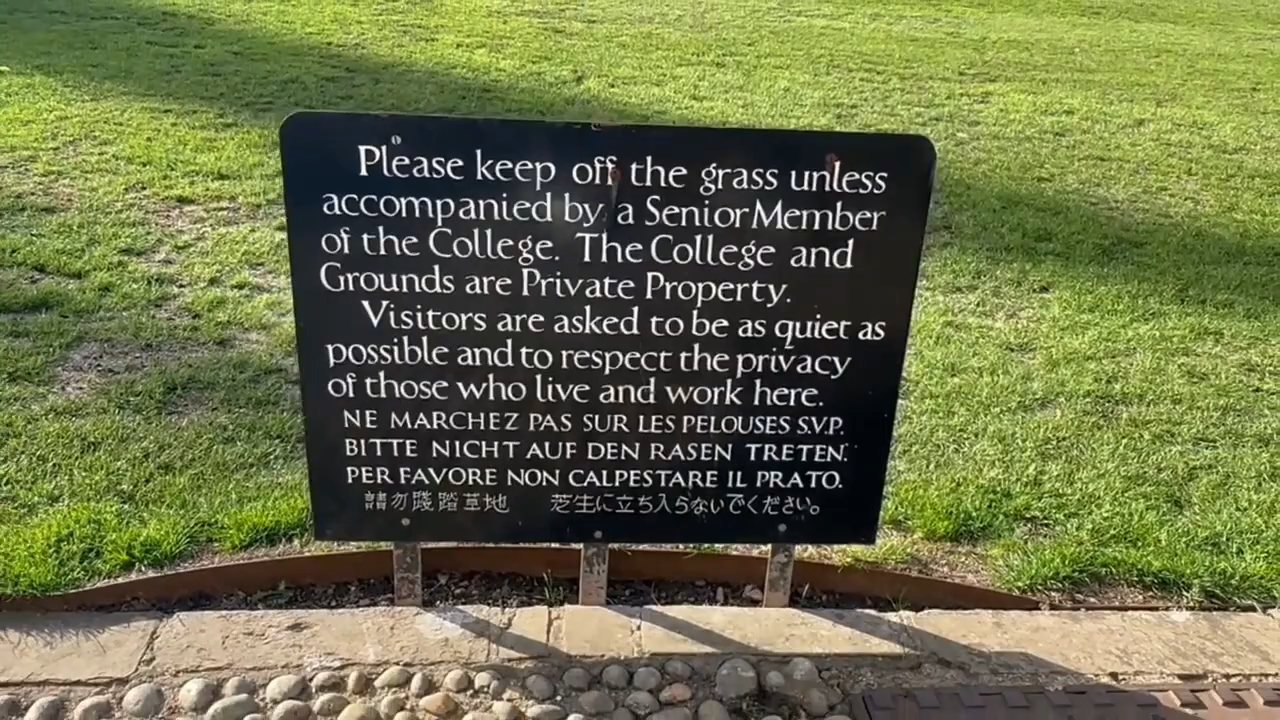 Please keep off the grass unless
accompanied by a Senior Member
of the College. The College and
Grounds are Private Property.
Visitors are asked to be as quiet as
possible and to respect the privacy
of those who live and work here.
NE MARCHEZ PAS SUR LES PELOUSES S.V.P.
BITTE NICHT AUF DEN RASEN TRETEN.
PER FAVORE NON CALPESTARE IL PRATO.
請勿踐踏草地 芝生に立ち入らないでください。